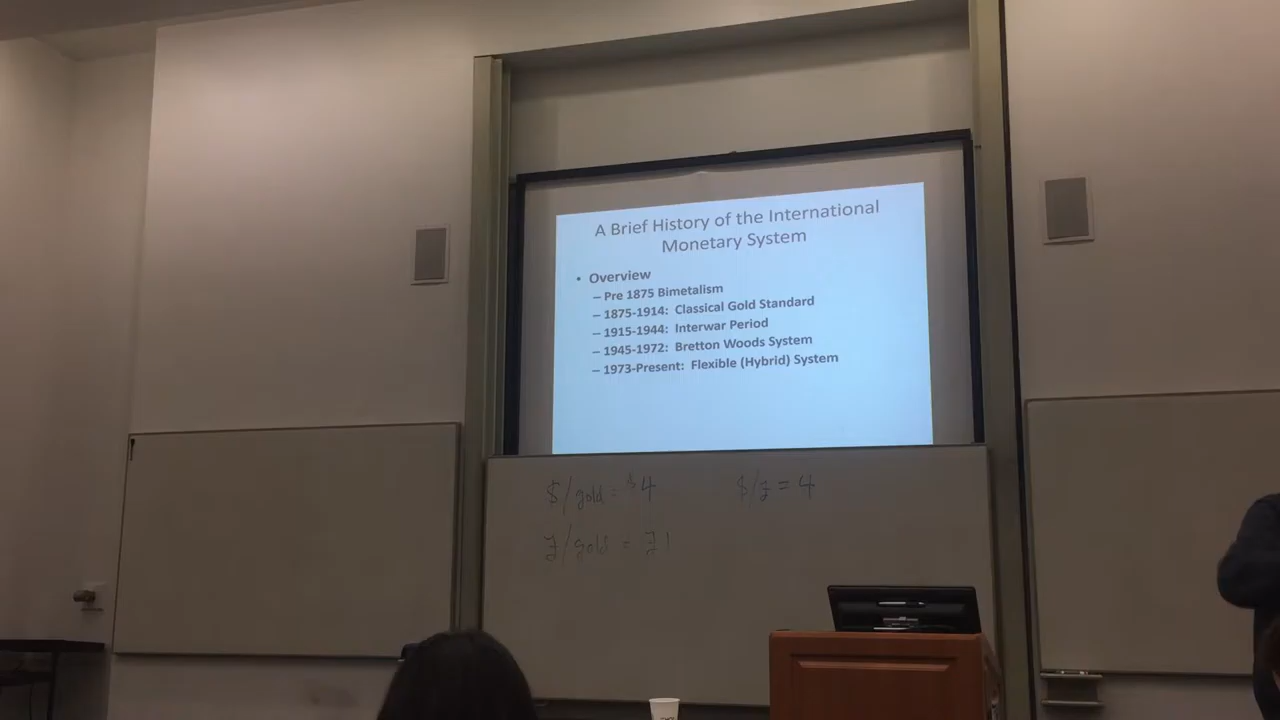 A Brief History of the International
Monetary System
• Overview
– Pre 1875 Bimetalism
– 1875-1914: Classical Gold Standard
– 1915-1944: Interwar Period
– 1945-1972: Bretton Woods System
– 1973-Present: Flexible (Hybrid) System
$/gold = $4
$/£ = 4
£/gold = £1